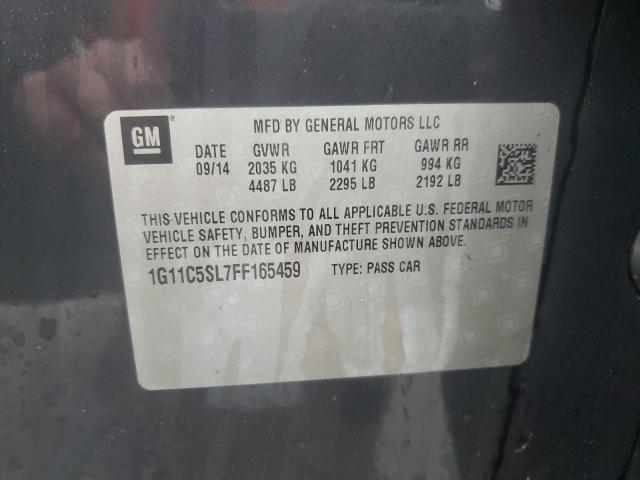 GM®
MFD BY GENERAL MOTORS LLC
DATE GVWR GAWR FRT GAWR RR
09/14 2035 KG 1041 KG 994 KG
4487 LB 2295 LB 2192 LB
THIS VEHICLE CONFORMS TO ALL APPLICABLE U.S. FEDERAL MOTOR
VEHICLE SAFETY, BUMPER, AND THEFT PREVENTION STANDARDS IN
EFFECT ON THE DATE OF MANUFACTURE SHOWN ABOVE.
1G11C5SL7FF165459 TYPE: PASS CAR